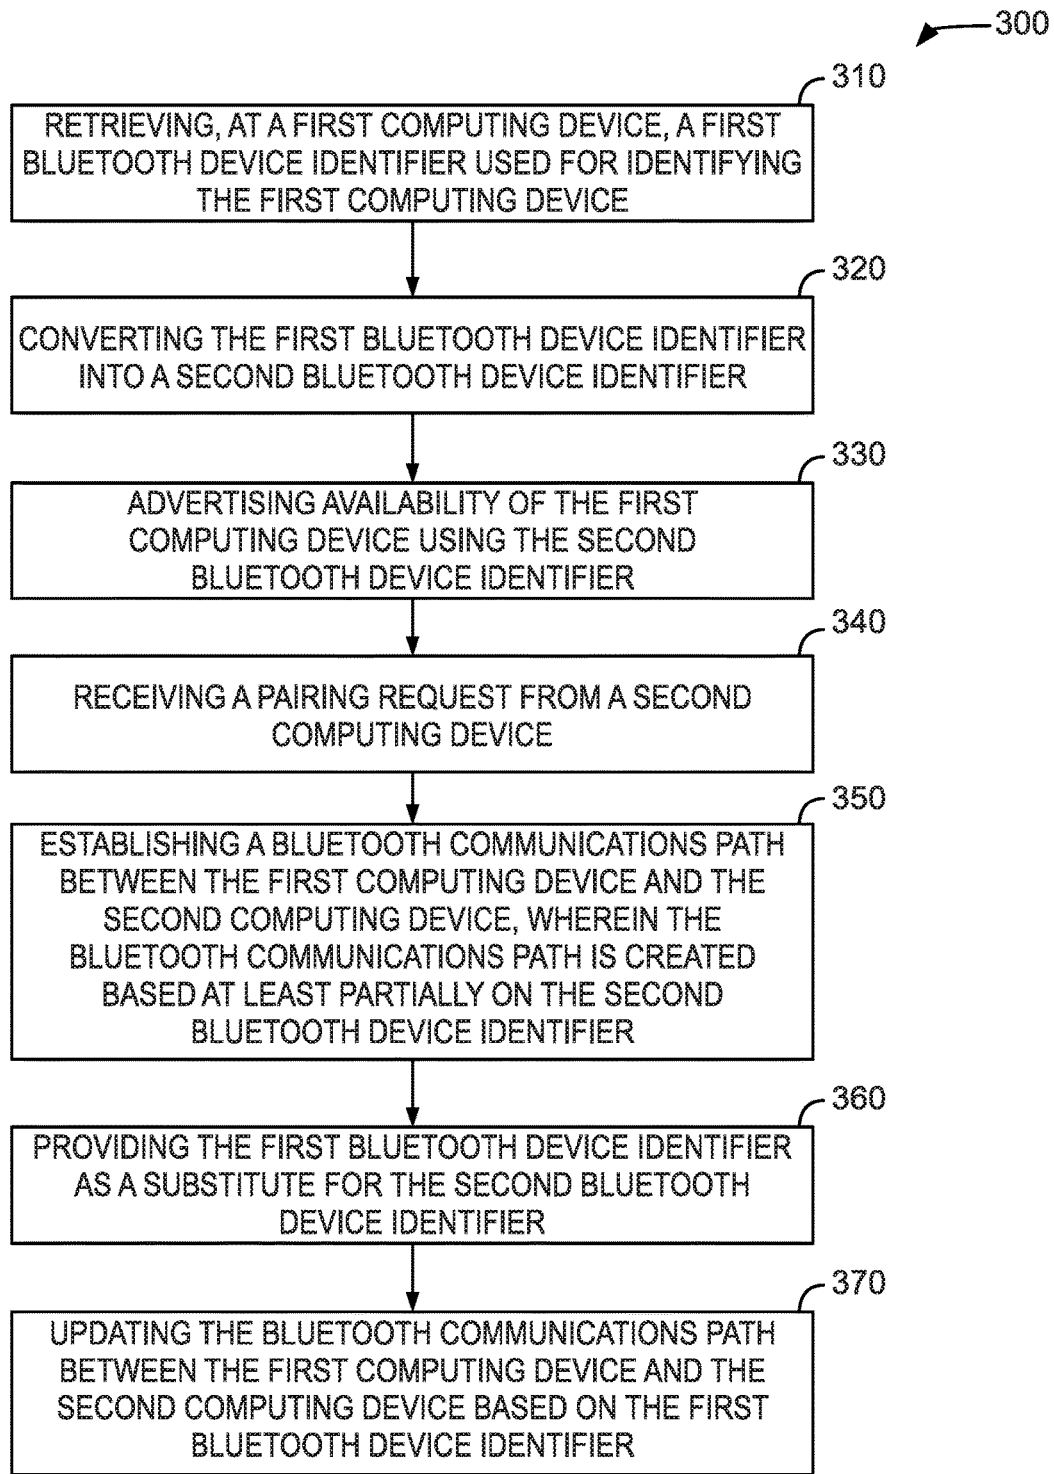 300
310
RETRIEVING, AT A FIRST COMPUTING DEVICE, A FIRST
BLUETOOTH DEVICE IDENTIFIER USED FOR IDENTIFYING
THE FIRST COMPUTING DEVICE
320
CONVERTING THE FIRST BLUETOOTH DEVICE IDENTIFIER
INTO A SECOND BLUETOOTH DEVICE IDENTIFIER
330
ADVERTISING AVAILABILITY OF THE FIRST
COMPUTING DEVICE USING THE SECOND
BLUETOOTH DEVICE IDENTIFIER
340
RECEIVING A PAIRING REQUEST FROM A SECOND
COMPUTING DEVICE
350
ESTABLISHING A BLUETOOTH COMMUNICATIONS PATH
BETWEEN THE FIRST COMPUTING DEVICE AND THE
SECOND COMPUTING DEVICE, WHEREIN THE
BLUETOOTH COMMUNICATIONS PATH IS CREATED
BASED AT LEAST PARTIALLY ON THE SECOND
BLUETOOTH DEVICE IDENTIFIER
360
PROVIDING THE FIRST BLUETOOTH DEVICE IDENTIFIER
AS A SUBSTITUTE FOR THE SECOND BLUETOOTH
DEVICE IDENTIFIER
370
UPDATING THE BLUETOOTH COMMUNICATIONS PATH
BETWEEN THE FIRST COMPUTING DEVICE AND THE
SECOND COMPUTING DEVICE BASED ON THE FIRST
BLUETOOTH DEVICE IDENTIFIER